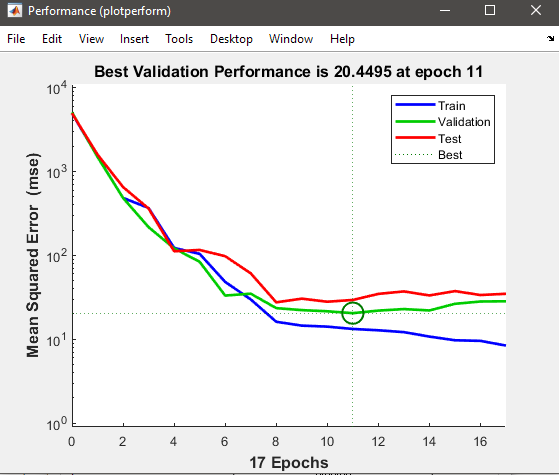 Performance (plotperform)
File Edit View Insert Tools Desktop Window Help
Best Validation Performance is 20.4495 at epoch 11
10^4
10^3
10^2
10^1
10^0
Mean Squared Error (mse)
Train
Validation
Test
Best
0 2 4 6 8 10 12 14 16
17 Epochs